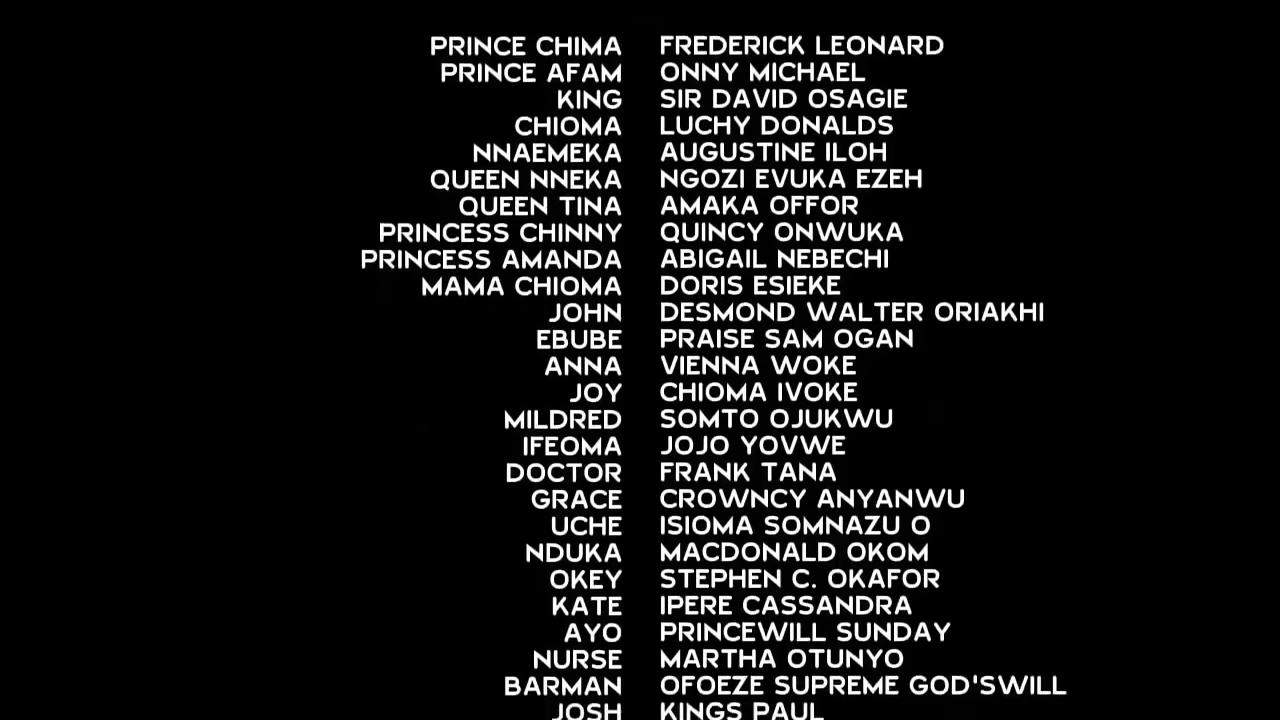 PRINCE CHIMA FREDERICK LEONARD
PRINCE AFAM ONNY MICHAEL
KING SIR DAVID OSAGIE
CHIOMA LUCHY DONALDS
NNAEMEKA AUGUSTINE ILOH
QUEEN NNEKA NGOZI EVUKA EZEH
QUEEN TINA AMAKA OFFOR
PRINCESS CHINNY QUINCY ONWUKA
PRINCESS AMANDA ABIGAIL NEBECHI
MAMA CHIOMA DORIS ESIEKE
JOHN DESMOND WALTER ORIAKHI
EBUBE PRAISE SAM OGAN
ANNA VIENNA WOKE
JOY CHIOMA IVOKE
MILDRED SOMTO OJUKWU
IFEOMA JOJO YOVWE
DOCTOR FRANK TANA
GRACE CROWNCY ANYANWU
UCHE ISIOMA SOMNAZU O
NDUKA MACDONALD OKOM
OKEY STEPHEN C. OKAFOR
KATE IPERE CASSANDRA
AYO PRINCEWILL SUNDAY
NURSE MARTHA OTUNYO
BARMAN OFOEZE SUPREME GOD'SWILL
JOSH KINGS PAUL